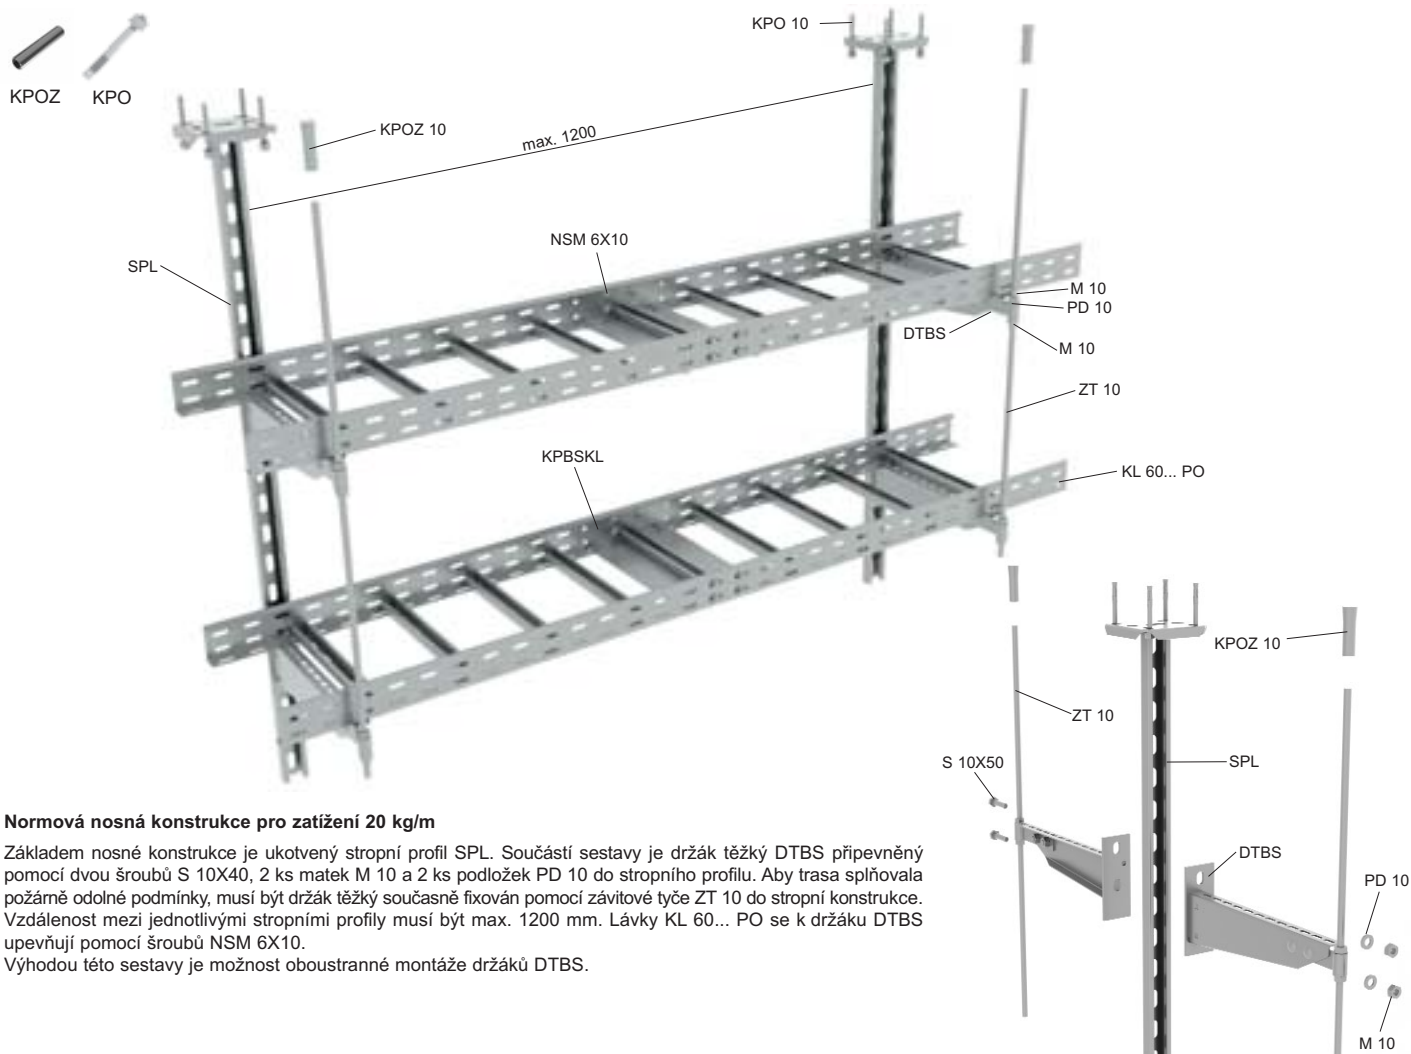 KPOZ KPO
KPO 10
KPOZ 10
max. 1200
SPL
NSM 6X10
M 10
PD 10
DTBS
M 10
ZT 10
KPBSKL
KL 60... PO
KPOZ 10
ZT 10
S 10X50
SPL
DTBS
PD 10
M 10
Normová nosná konstrukce pro zatížení 20 kg/m
Základem nosné konstrukce je ukotvený stropní profil SPL. Součástí sestavy je držák těžký DTBS připevněný
pomocí dvou šroubů S 10X40, 2 ks matek M 10 a 2 ks podložek PD 10 do stropního profilu. Aby trasa splňovala
požárně odolné podmínky, musí být držák těžký současně fixován pomocí závitové tyče ZT 10 do stropní konstrukce.
Vzdálenost mezi jednotlivými stropními profily musí být max. 1200 mm. Lávky KL 60... PO se k držáku DTBS
upevňují pomocí šroubů NSM 6X10.
Výhodou této sestavy je možnost oboustranné montáže držáků DTBS.